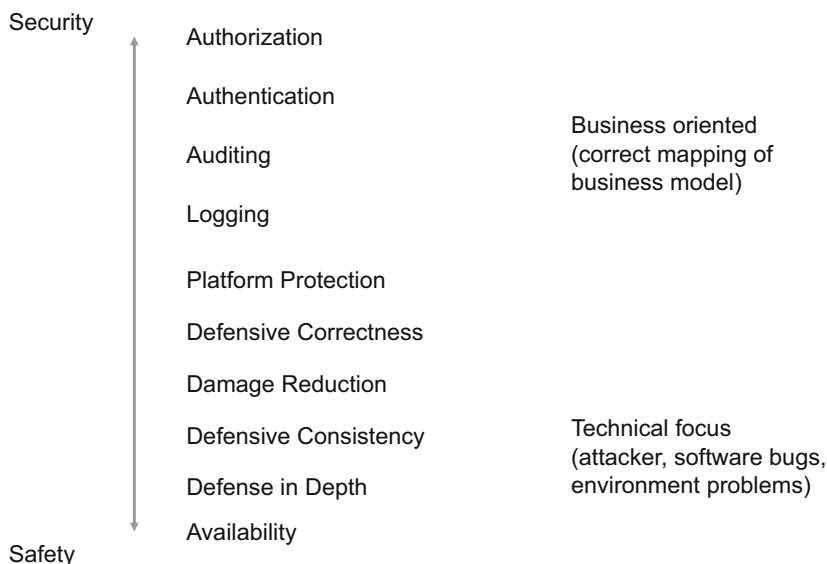 Security
Authorization
Authentication
Auditing
Logging
Platform Protection
Defensive Correctness
Damage Reduction
Defensive Consistency
Defense in Depth
Availability
Safety
Business oriented
(correct mapping of
business model)
Technical focus
(attacker, software bugs,
environment problems)